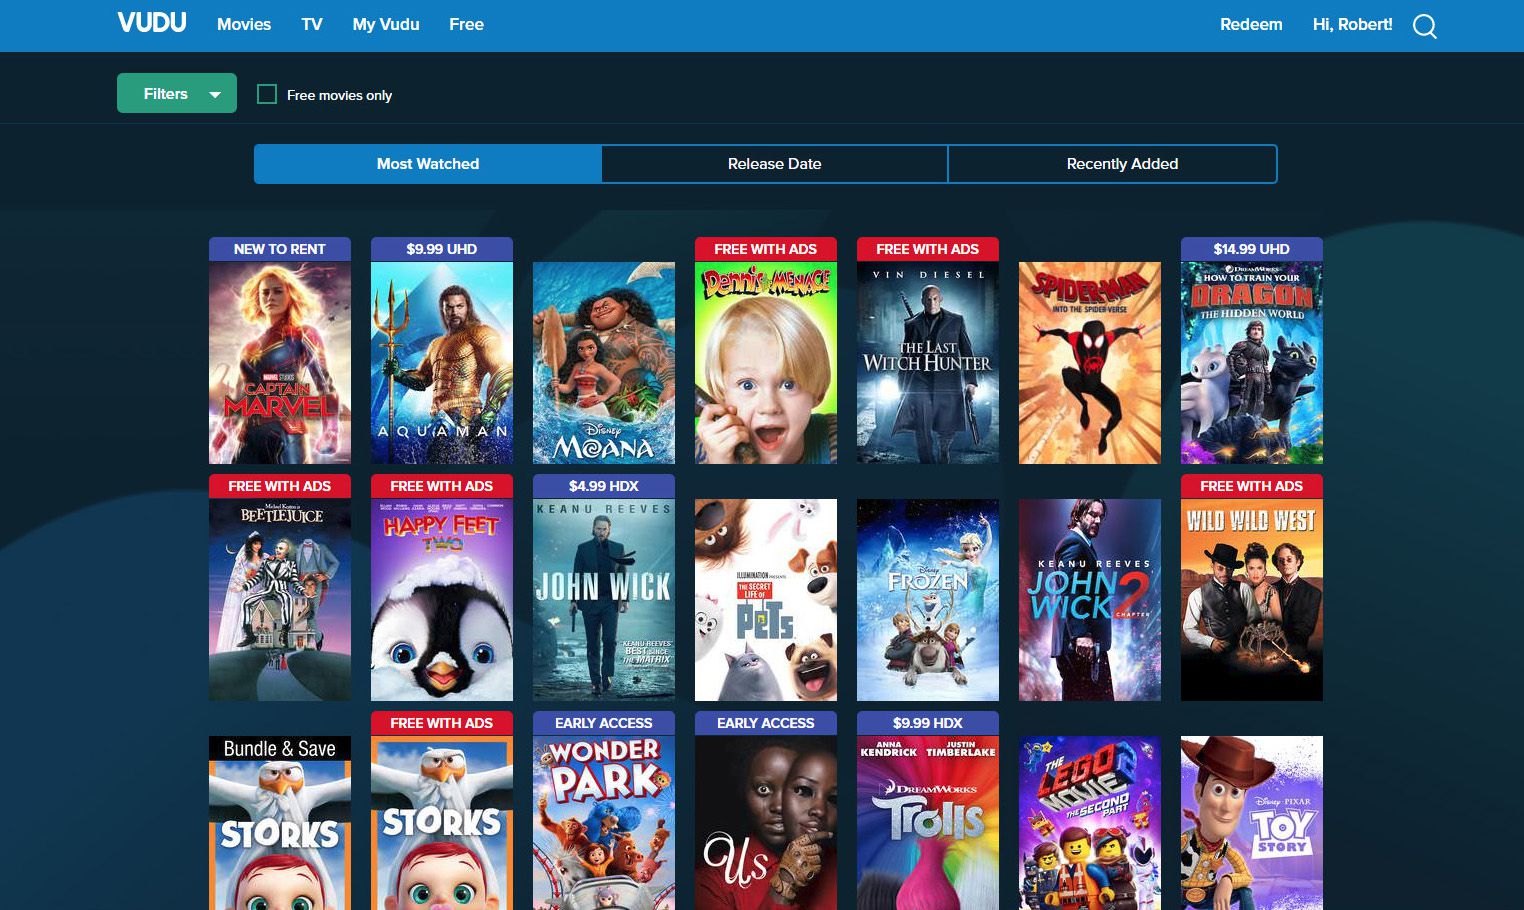 VUDU Movies TV My Vudu Free Redeem Hi, Robert!
Filters Free movies only
Most Watched Release Date Recently Added
NEW TO RENT
MARVEL STUDIOS
CAPTAIN
MARVEL
$9.99 UHD
AQUAMAN
Disney
MOANA
FREE WITH ADS
Dennis THE MENACE
FREE WITH ADS
VIN DIESEL
THE LAST
WITCH HUNTER
SPIDER-MAN
INTO THE SPIDER-VERSE
$14.99 UHD
DREAMWORKS
HOW TO TRAIN YOUR
DRAGON
THE HIDDEN WORLD
FREE WITH ADS
Michael Keaton is
BEETLEJUICE
FREE WITH ADS
HAPPY FEET
TWO
$4.99 HDX
KEANU REEVES
JOHN WICK
KEANU REEVES'
BEST SINCE
THE MATRIX
ILLUMINATION PRESENTS
THE SECRET
LIFE OF
PETS
Disney
FROZEN
KEANU REEVES
JOHN
WICK 2
CHAPTER
FREE WITH ADS
WILD WILD WEST
Bundle & Save
STORKS
FREE WITH ADS
STORKS
EARLY ACCESS
WONDER
PARK
EARLY ACCESS
Us
$9.99 HDX
ANNA KENDRICK JUSTIN TIMBERLAKE
DREAMWORKS
Trolls
THE
LEGO
MOVIE 2
THE SECOND
PART
Disney PIXAR
TOY
STORY